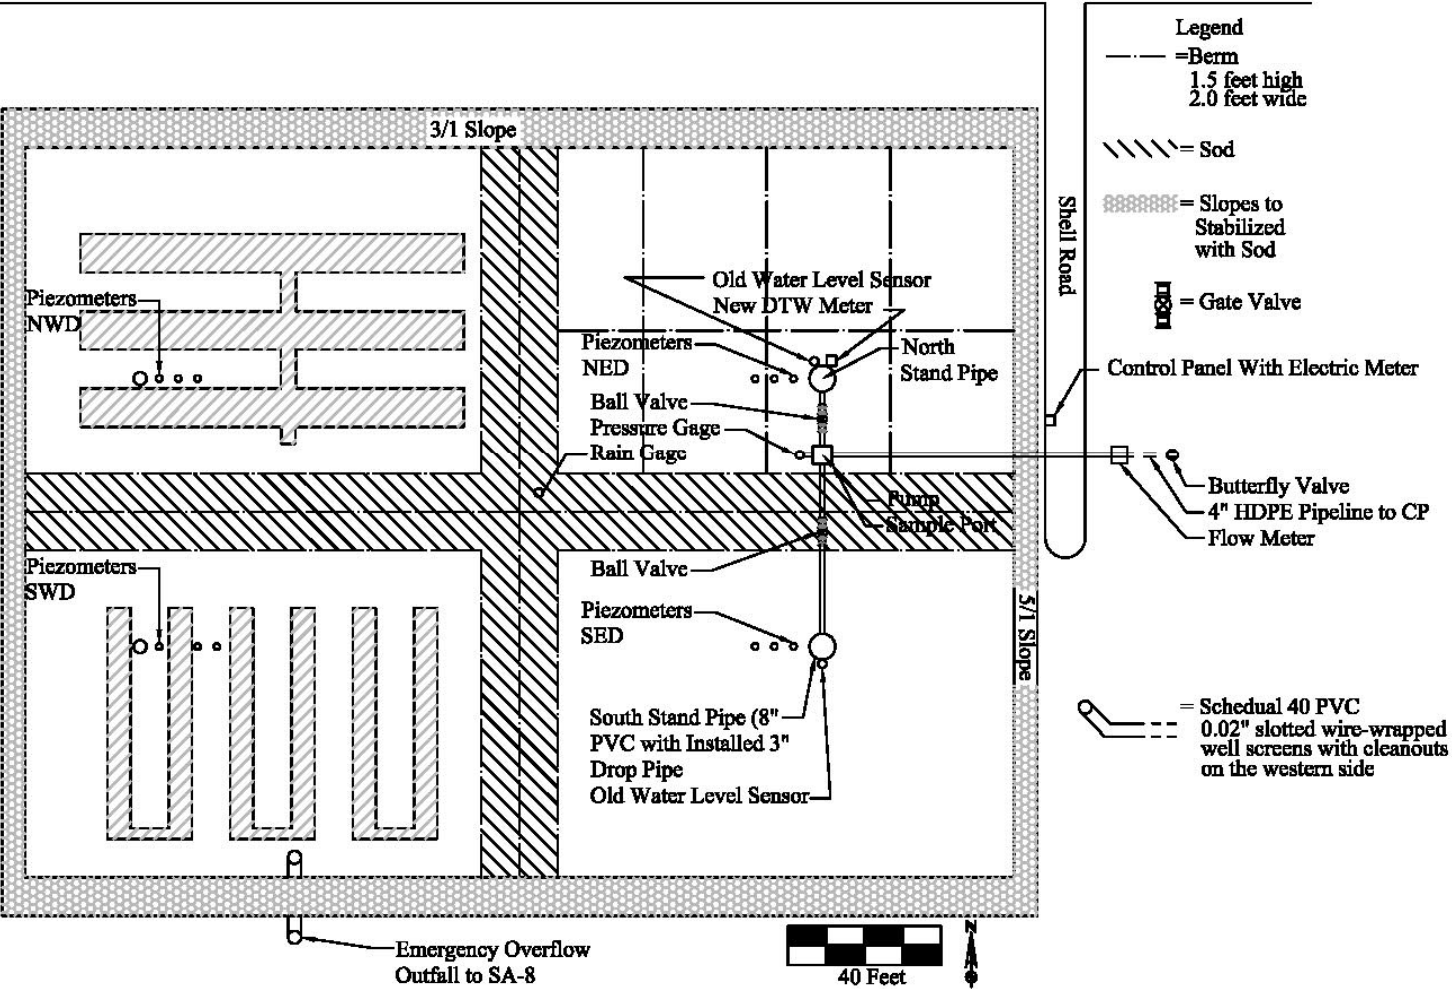 Legend
=Berm
1.5 feet high
2.0 feet wide
3/1 Slope
= Sod
= Slopes to
Stabilized
with Sod
Shell Road
= Gate Valve
Old Water Level Sensor
New DTW Meter
Piezometers
NWD
Piezometers
NED
North
Stand Pipe
Control Panel With Electric Meter
Ball Valve
Pressure Gage
Rain Gage
Pump
Sample Port
Butterfly Valve
4" HDPE Pipeline to CP
Flow Meter
Piezometers
SWD
Ball Valve
Piezometers
SED
5/1 Slope
South Stand Pipe (8"
PVC with Installed 3"
Drop Pipe
Old Water Level Sensor
= Schedual 40 PVC
0.02" slotted wire-wrapped
well screens with cleanouts
on the western side
Emergency Overflow
Outfall to SA-8
40 Feet
N